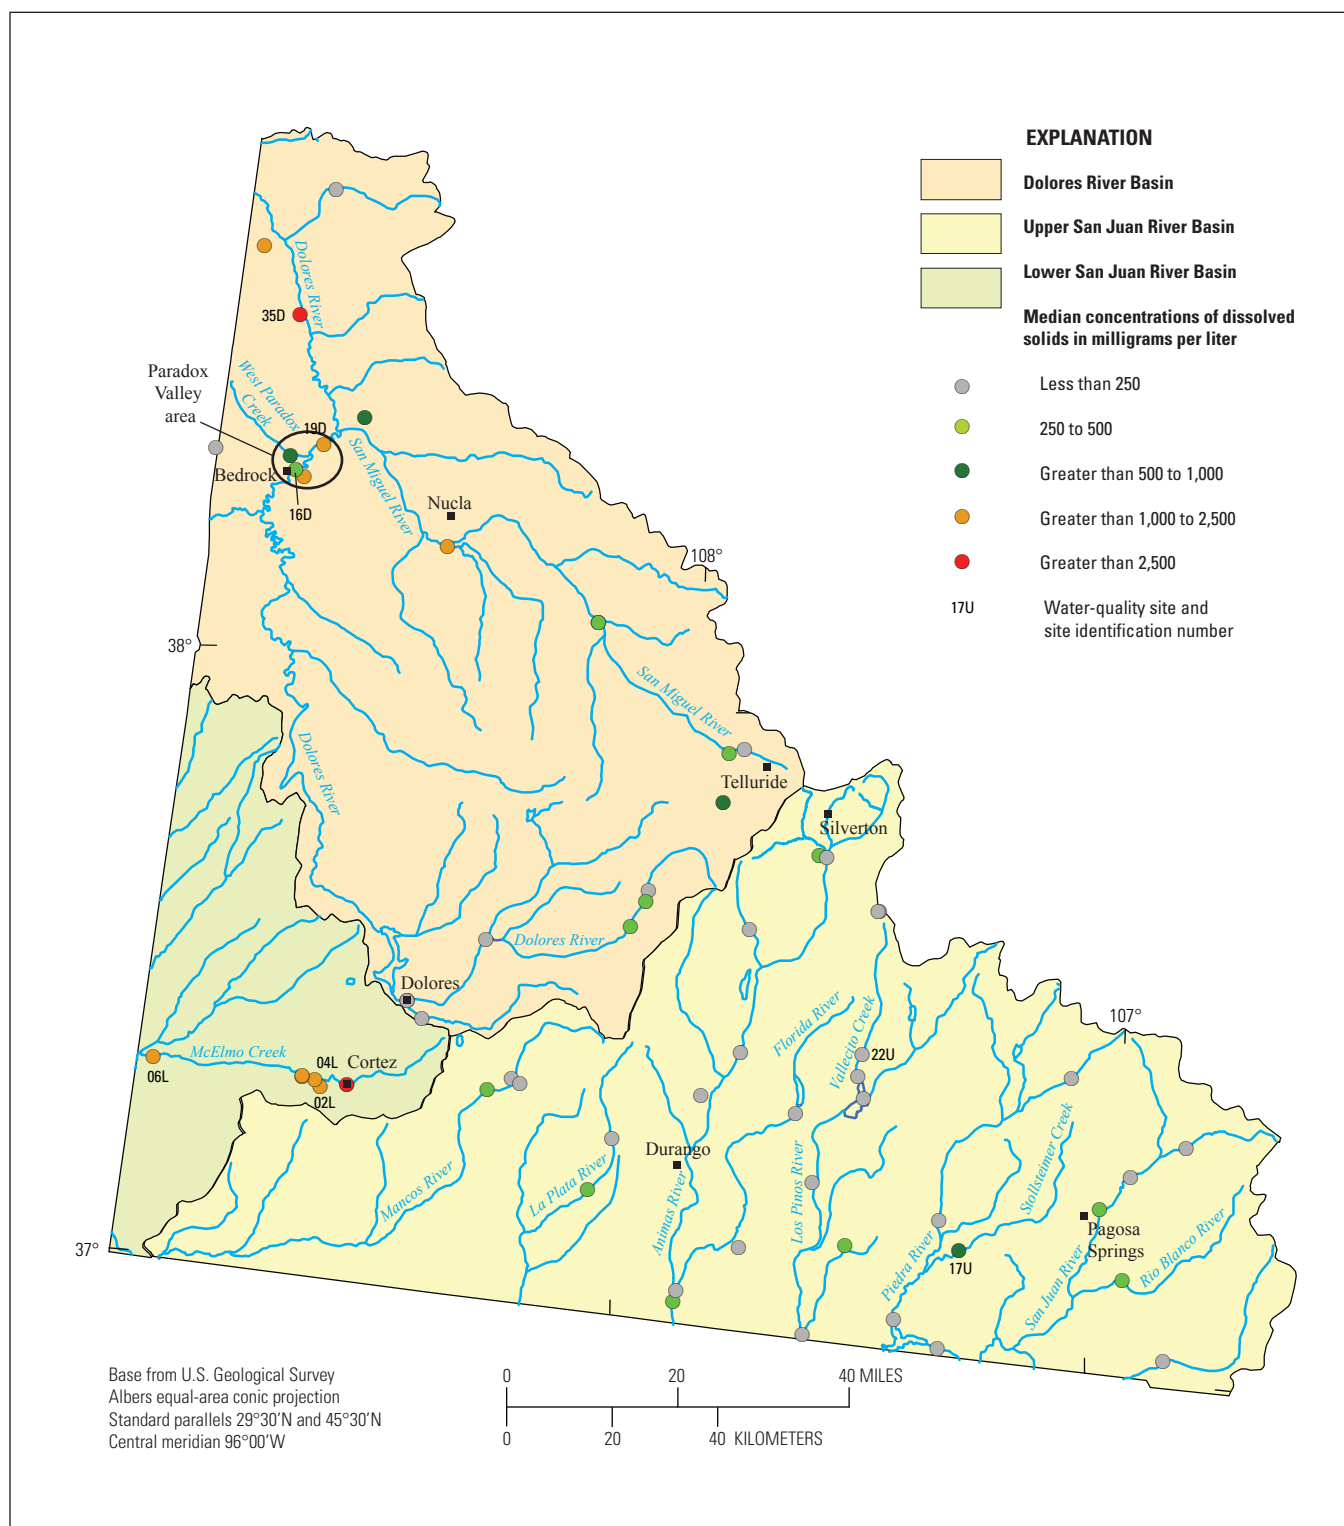 EXPLANATION
Dolores River Basin
Upper San Juan River Basin
Lower San Juan River Basin
Median concentrations of dissolved
solids in milligrams per liter
Less than 250
250 to 500
Greater than 500 to 1,000
Greater than 1,000 to 2,500
Greater than 2,500
17U
Water-quality site and
site identification number
Dolores River
35D
Paradox
Valley
area
West Paradox
Creek
19D
Bedrock
16D
San Miguel River
Nucla
108°
38°
San Miguel River
Telluride
Dolores River
Silverton
Dolores River
Dolores
McElmo Creek
06L
04L
Cortez
02L
Florida River
Vallecito Creek
22U
107°
Mancos River
La Plata River
Durango
Animas River
Los Pinos River
Stollsteimer Creek
Piedra River
17U
Pagosa
Springs
San Juan River
Rio Blanco River
37°
Base from U.S. Geological Survey
Albers equal-area conic projection
Standard parallels 29°30’N and 45°30’N
Central meridian 96°00’W
0 20 40 MILES
0 20 40 KILOMETERS